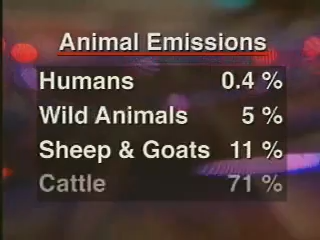 Animal Emissions
Humans 0.4 %
Wild Animals 5 %
Sheep & Goats 11 %
Cattle 71 %